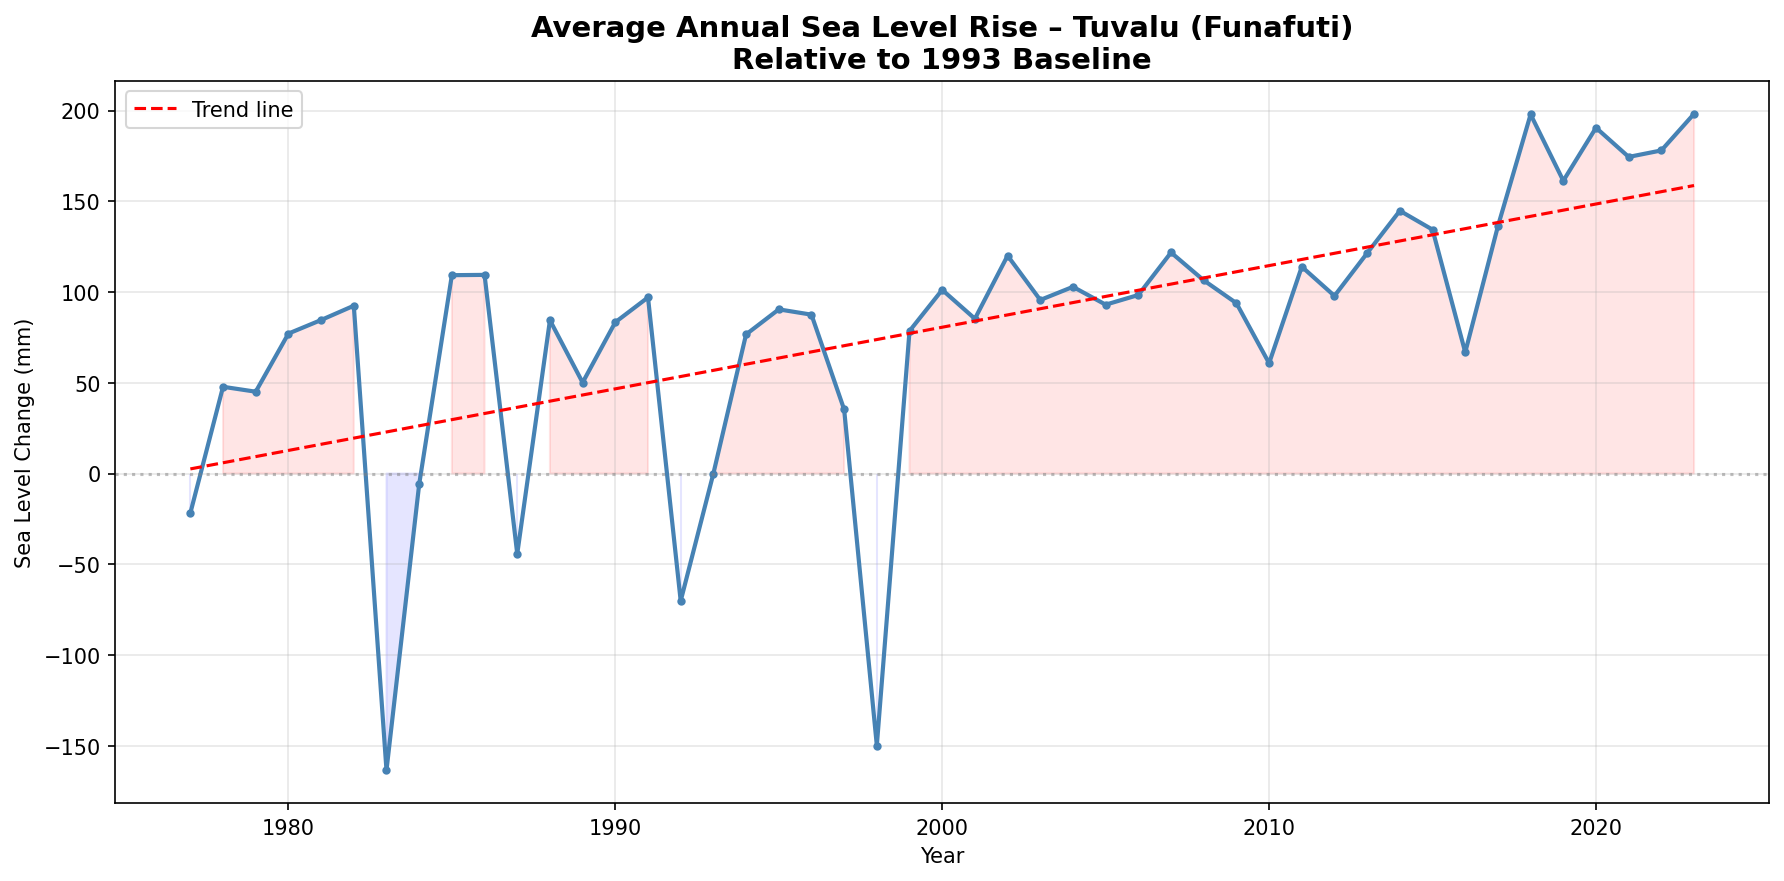 Average Annual Sea Level Rise – Tuvalu (Funafuti)
Relative to 1993 Baseline
Trend line
Sea Level Change (mm)
200
150
100
50
0
−50
−100
−150
1980
1990
2000
2010
2020
Year